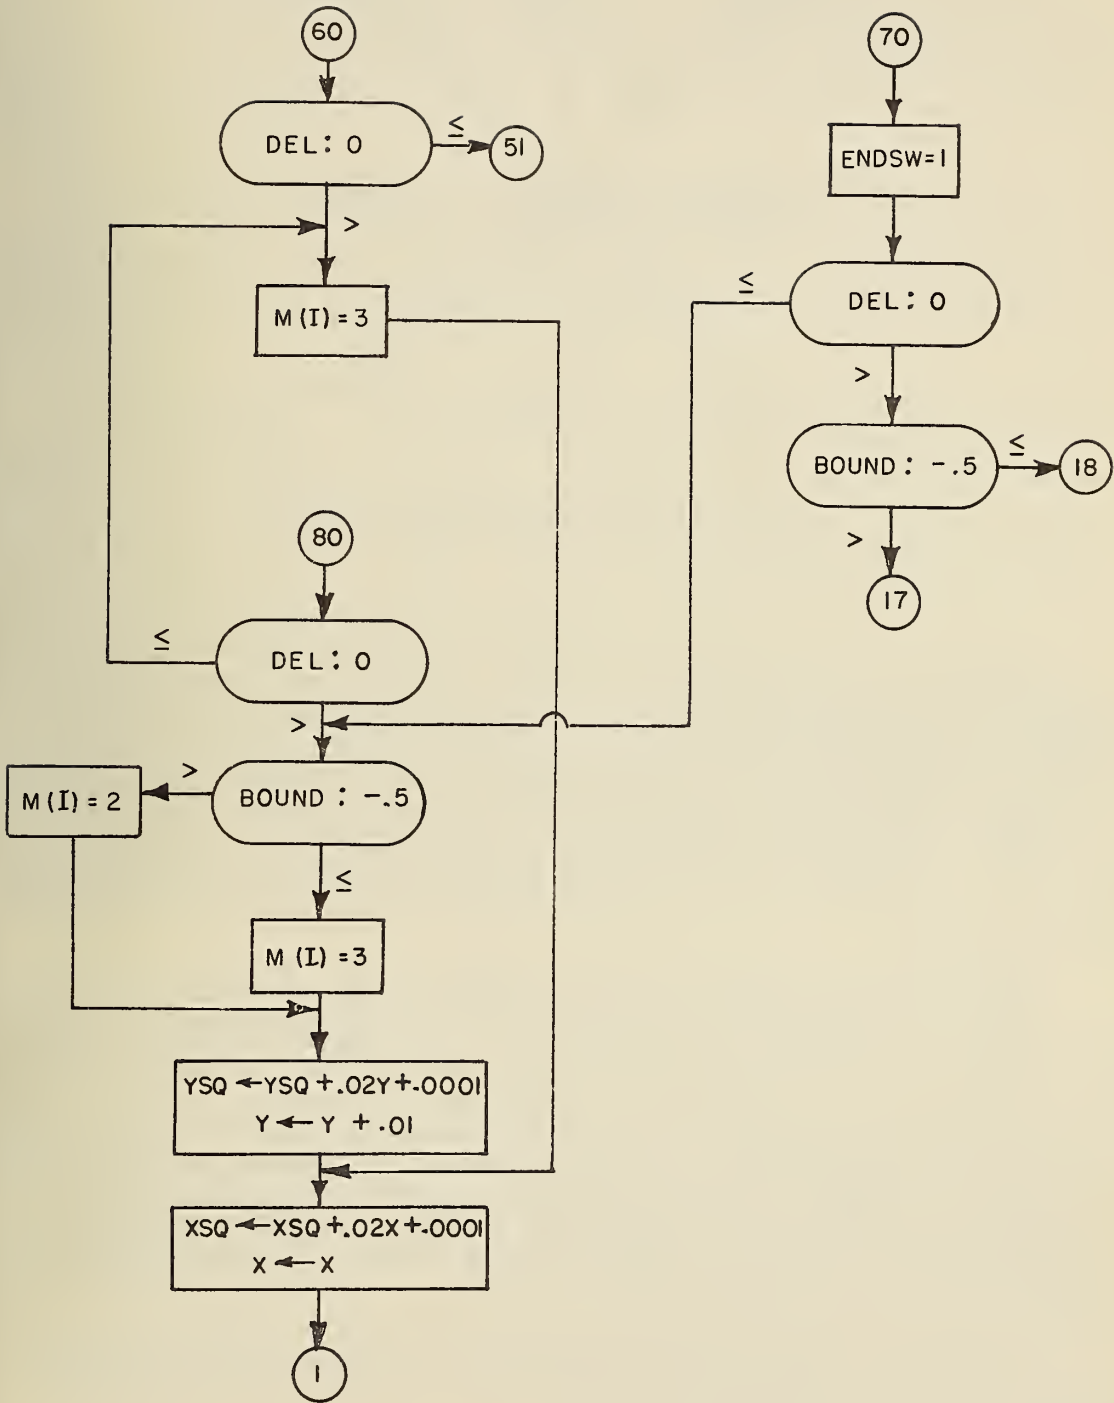 60
DEL: 0
≤
51
>
M(I)=3
70
ENDSW=1
≤
DEL: 0
>
BOUND: -.5
≤
18
>
17
80
≤
DEL: 0
>
>
M(I)=2
BOUND: -.5
≤
M(I)=3
YSQ ← YSQ+.02Y+.0001
Y ← Y + .01
XSQ ← XSQ+.02X+.0001
X ← X
1